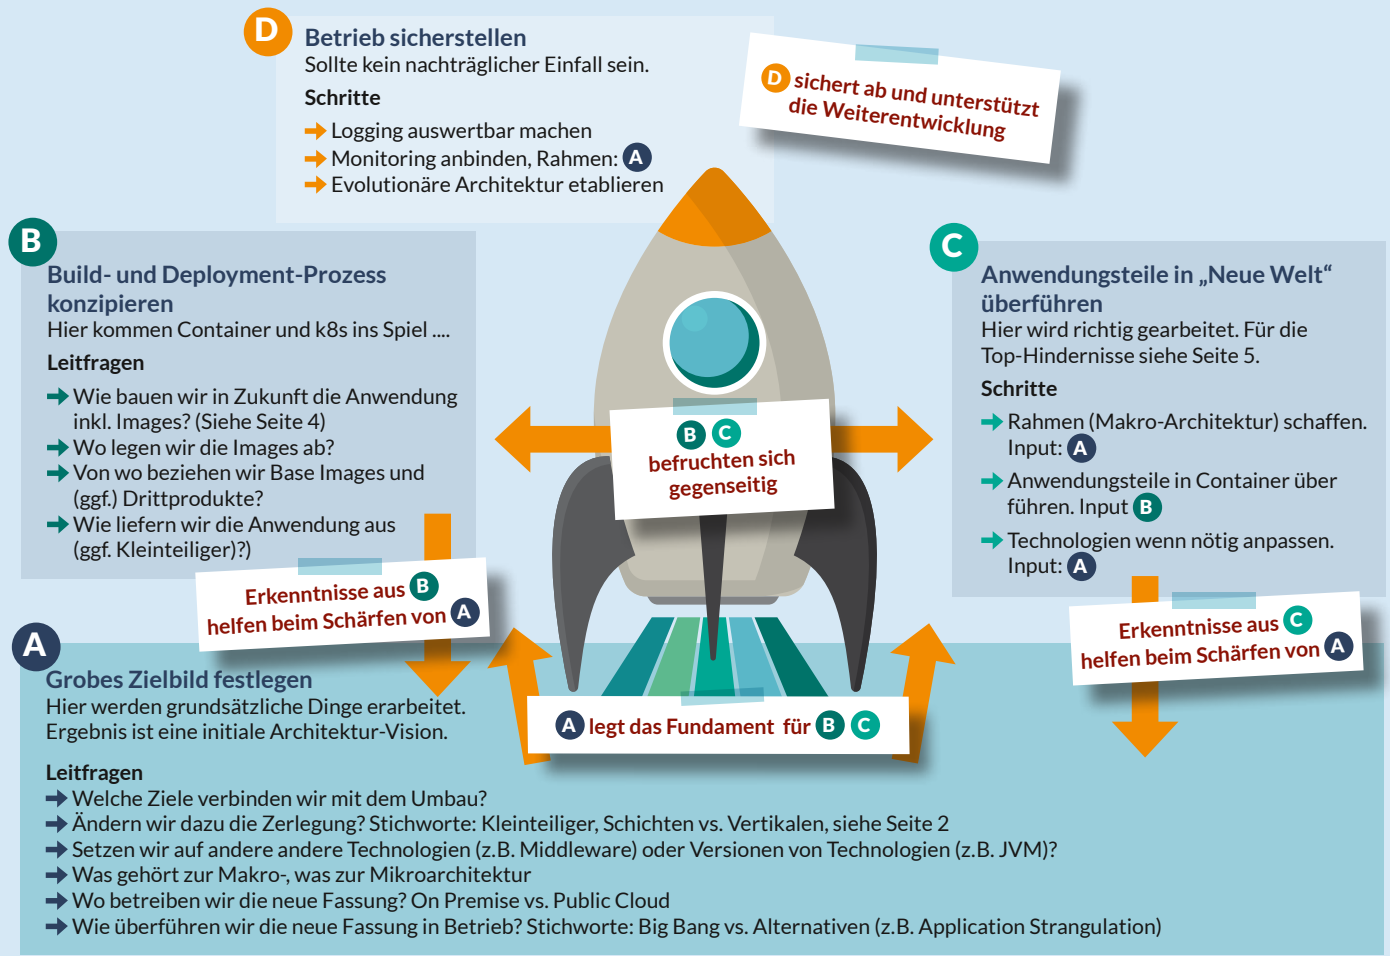 D
Betrieb sicherstellen
Sollte kein nachträglicher Einfall sein.
Schritte
Logging auswertbar machen
Monitoring anbinden, Rahmen: A
Evolutionäre Architektur etablieren
D sichert ab und unterstützt
die Weiterentwicklung
B
Build- und Deployment-Prozess
konzipieren
Hier kommen Container und k8s ins Spiel ....
Leitfragen
Wie bauen wir in Zukunft die Anwendung
inkl. Images? (Siehe Seite 4)
Wo legen wir die Images ab?
Von wo beziehen wir Base Images und
(ggf.) Drittprodukte?
Wie liefern wir die Anwendung aus
(ggf. Kleinteiliger)?)
B C
befruchten sich
gegenseitig
C
Anwendungsteile in „Neue Welt“
überführen
Hier wird richtig gearbeitet. Für die
Top-Hindernisse siehe Seite 5.
Schritte
Rahmen (Makro-Architektur) schaffen.
Input: A
Anwendungsteile in Container über
führen. Input B
Technologien wenn nötig anpassen.
Input: A
Erkenntnisse aus B
helfen beim Schärfen von A
Erkenntnisse aus C
helfen beim Schärfen von A
A legt das Fundament für B C
A
Grobes Zielbild festlegen
Hier werden grundsätzliche Dinge erarbeitet.
Ergebnis ist eine initiale Architektur-Vision.
Leitfragen
Welche Ziele verbinden wir mit dem Umbau?
Ändern wir dazu die Zerlegung? Stichworte: Kleinteiliger, Schichten vs. Vertikalen, siehe Seite 2
Setzen wir auf andere andere Technologien (z.B. Middleware) oder Versionen von Technologien (z.B. JVM)?
Was gehört zur Makro-, was zur Mikroarchitektur
Wo betreiben wir die neue Fassung? On Premise vs. Public Cloud
Wie überführen wir die neue Fassung in Betrieb? Stichworte: Big Bang vs. Alternativen (z.B. Application Strangulation)